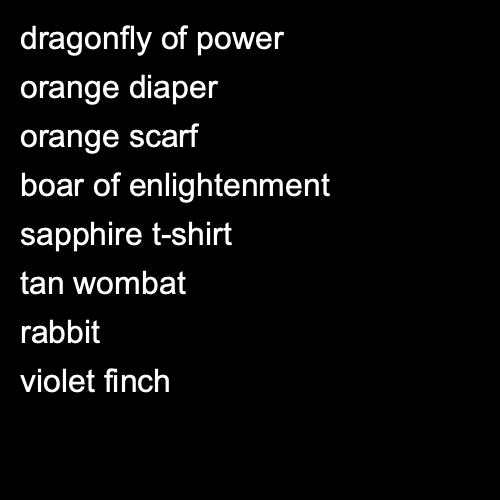 dragonfly of power
orange diaper
orange scarf
boar of enlightenment
sapphire t-shirt
tan wombat
rabbit
violet finch